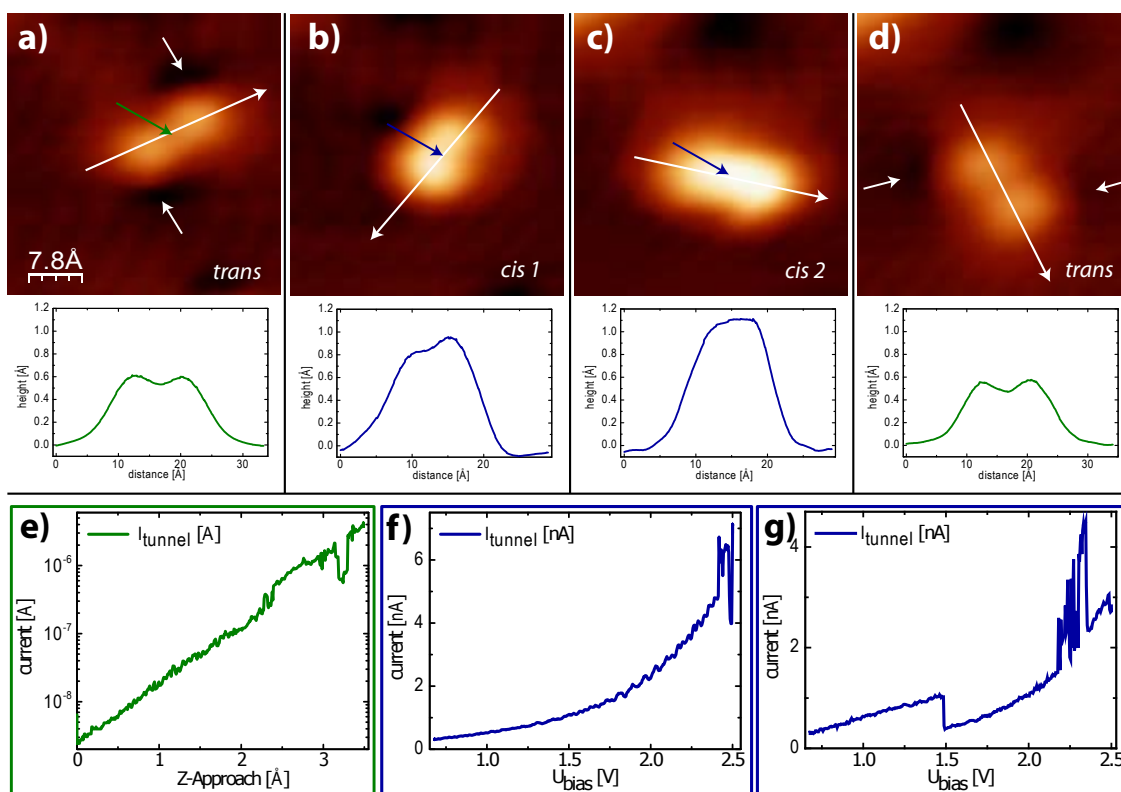 a)
7.8Å
trans
b)
cis 1
c)
cis 2
d)
trans
height [Å]
1.2
1.0
0.8
0.6
0.4
0.2
0.0
0 10 20 30
distance [Å]
height [Å]
1.2
1.0
0.8
0.6
0.4
0.2
0.0
0 10 20
distance [Å]
height [Å]
1.2
1.0
0.8
0.6
0.4
0.2
0.0
0 10 20
distance [Å]
height [Å]
1.2
1.0
0.8
0.6
0.4
0.2
0.0
0 10 20 30
distance [Å]
e)
I_tunnel [A]
current [A]
10^-6
10^-7
10^-8
0 1 2 3
Z-Approach [Å]
f)
I_tunnel [nA]
current [nA]
6
4
2
0
1.0 1.5 2.0 2.5
U_bias [V]
g)
I_tunnel [nA]
current [nA]
4
2
0
1.0 1.5 2.0 2.5
U_bias [V]